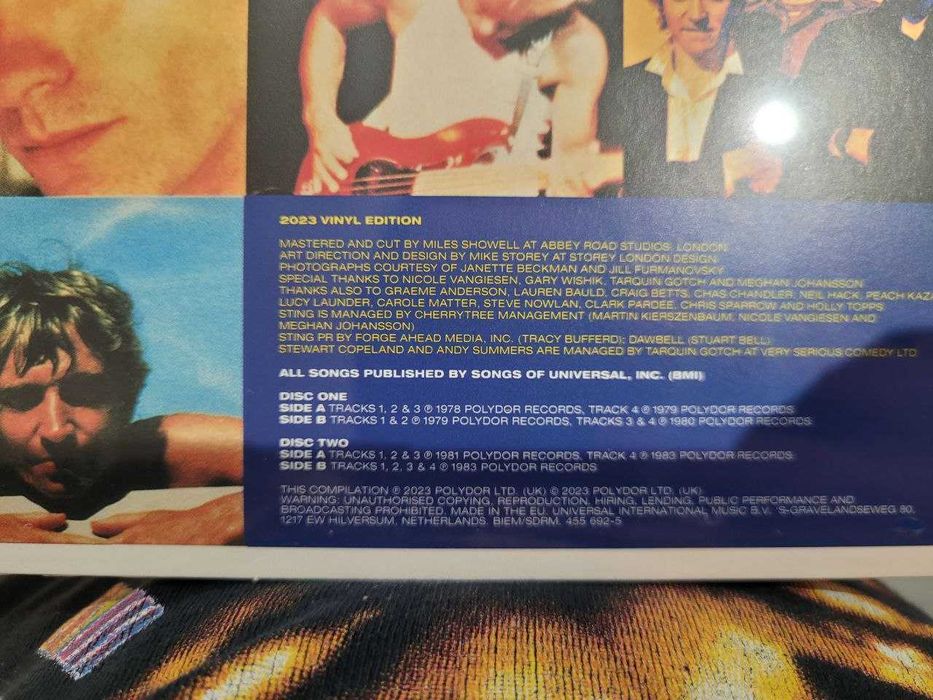 2023 VINYL EDITION
MASTERED AND CUT BY MILES SHOWELL AT ABBEY ROAD STUDIOS, LONDON
ART DIRECTION AND DESIGN BY MIKE STOREY AT STOREY LONDON DESIGN
PHOTOGRAPHS COURTESY OF JANETTE BECKMAN AND JILL FURMANOVSKY
SPECIAL THANKS TO NICOLE VANGIESEN, GARY WISHIK, TARQUIN GOTCH AND MEGHAN JOHANSSON
THANKS ALSO TO GRAEME ANDERSON, LAUREN BAULD, CRAIG BETTS, CHAS CHANDLER, NEIL HACK, PEACH KAZA
LUCY LAUNDER, CAROLE MATTER, STEVE NOWLAN, CLARK PARDEE, CHRIS SPARROW AND HOLLY TOPPS
STING IS MANAGED BY CHERRYTREE MANAGEMENT (MARTIN KIERSZENBAUM, NICOLE VANGIESEN AND
MEGHAN JOHANSSON)
STING PR BY FORGE AHEAD MEDIA, INC. (TRACY BUFFERD); DAWBELL (STUART BELL)
STEWART COPELAND AND ANDY SUMMERS ARE MANAGED BY TARQUIN GOTCH AT VERY SERIOUS COMEDY LTD
ALL SONGS PUBLISHED BY SONGS OF UNIVERSAL, INC. (BMI)
DISC ONE
SIDE A TRACKS 1, 2 & 3 ℗ 1978 POLYDOR RECORDS, TRACK 4 ℗ 1979 POLYDOR RECORDS
SIDE B TRACKS 1 & 2 ℗ 1979 POLYDOR RECORDS, TRACKS 3 & 4 ℗ 1980 POLYDOR RECORDS
DISC TWO
SIDE A TRACKS 1, 2 & 3 ℗ 1981 POLYDOR RECORDS, TRACK 4 ℗ 1983 POLYDOR RECORDS
SIDE B TRACKS 1, 2, 3 & 4 ℗ 1983 POLYDOR RECORDS
THIS COMPILATION ℗ 2023 POLYDOR LTD. (UK) © 2023 POLYDOR LTD. (UK)
WARNING: UNAUTHORISED COPYING, REPRODUCTION, HIRING, LENDING, PUBLIC PERFORMANCE AND
BROADCASTING PROHIBITED. MADE IN THE EU. UNIVERSAL INTERNATIONAL MUSIC B.V. 'S-GRAVELANDSEWEG 80,
1217 EW HILVERSUM, NETHERLANDS. BIEM/SDRM. 455 692-5